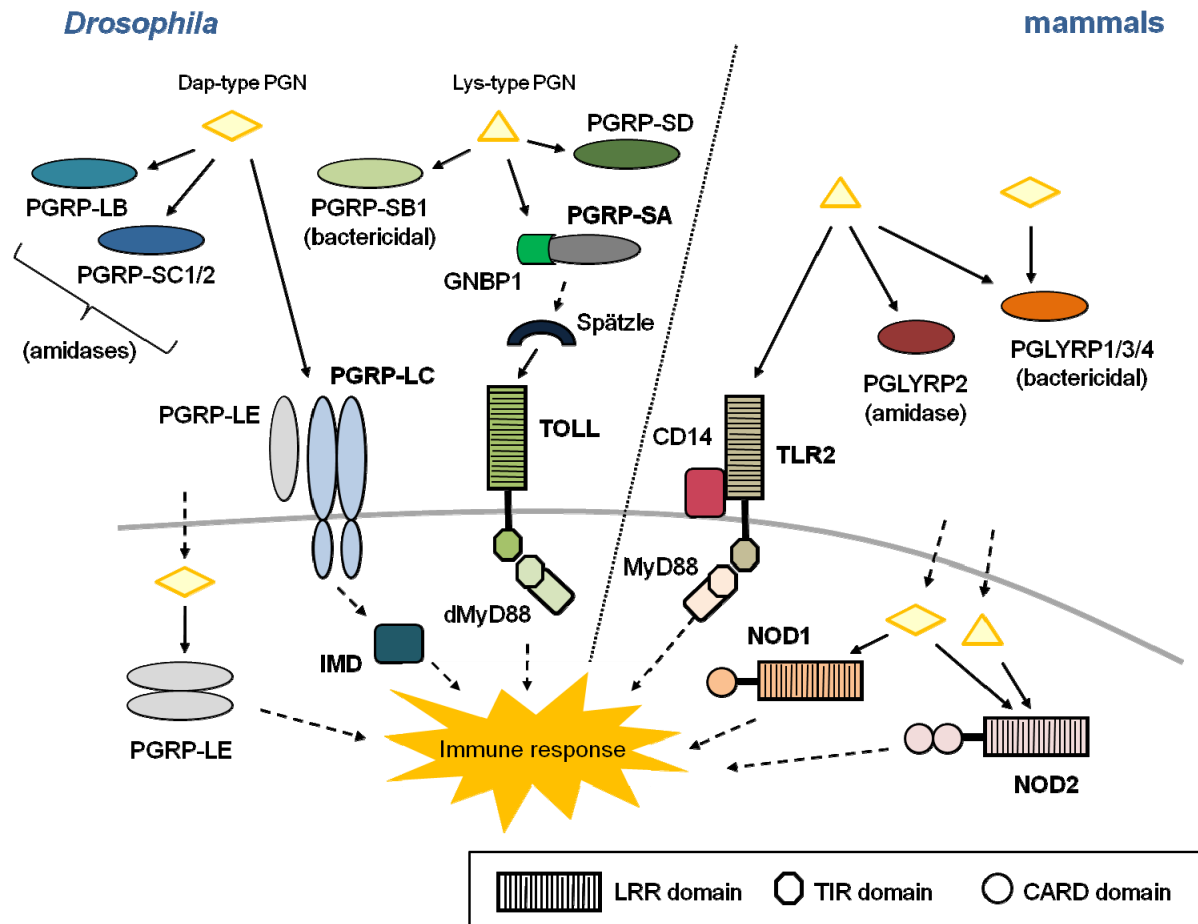 Drosophila
mammals
Dap-type PGN
Lys-type PGN
PGRP-SD
PGRP-LB
PGRP-SB1
(bactericidal)
PGRP-SA
PGRP-SC1/2
GNBP1
Spätzle
(amidases)
PGLYRP1/3/4
(bactericidal)
PGLYRP2
(amidase)
PGRP-LC
PGRP-LE
TOLL
CD14
TLR2
MyD88
dMyD88
NOD1
IMD
PGRP-LE
Immune response
NOD2
LRR domain
TIR domain
CARD domain